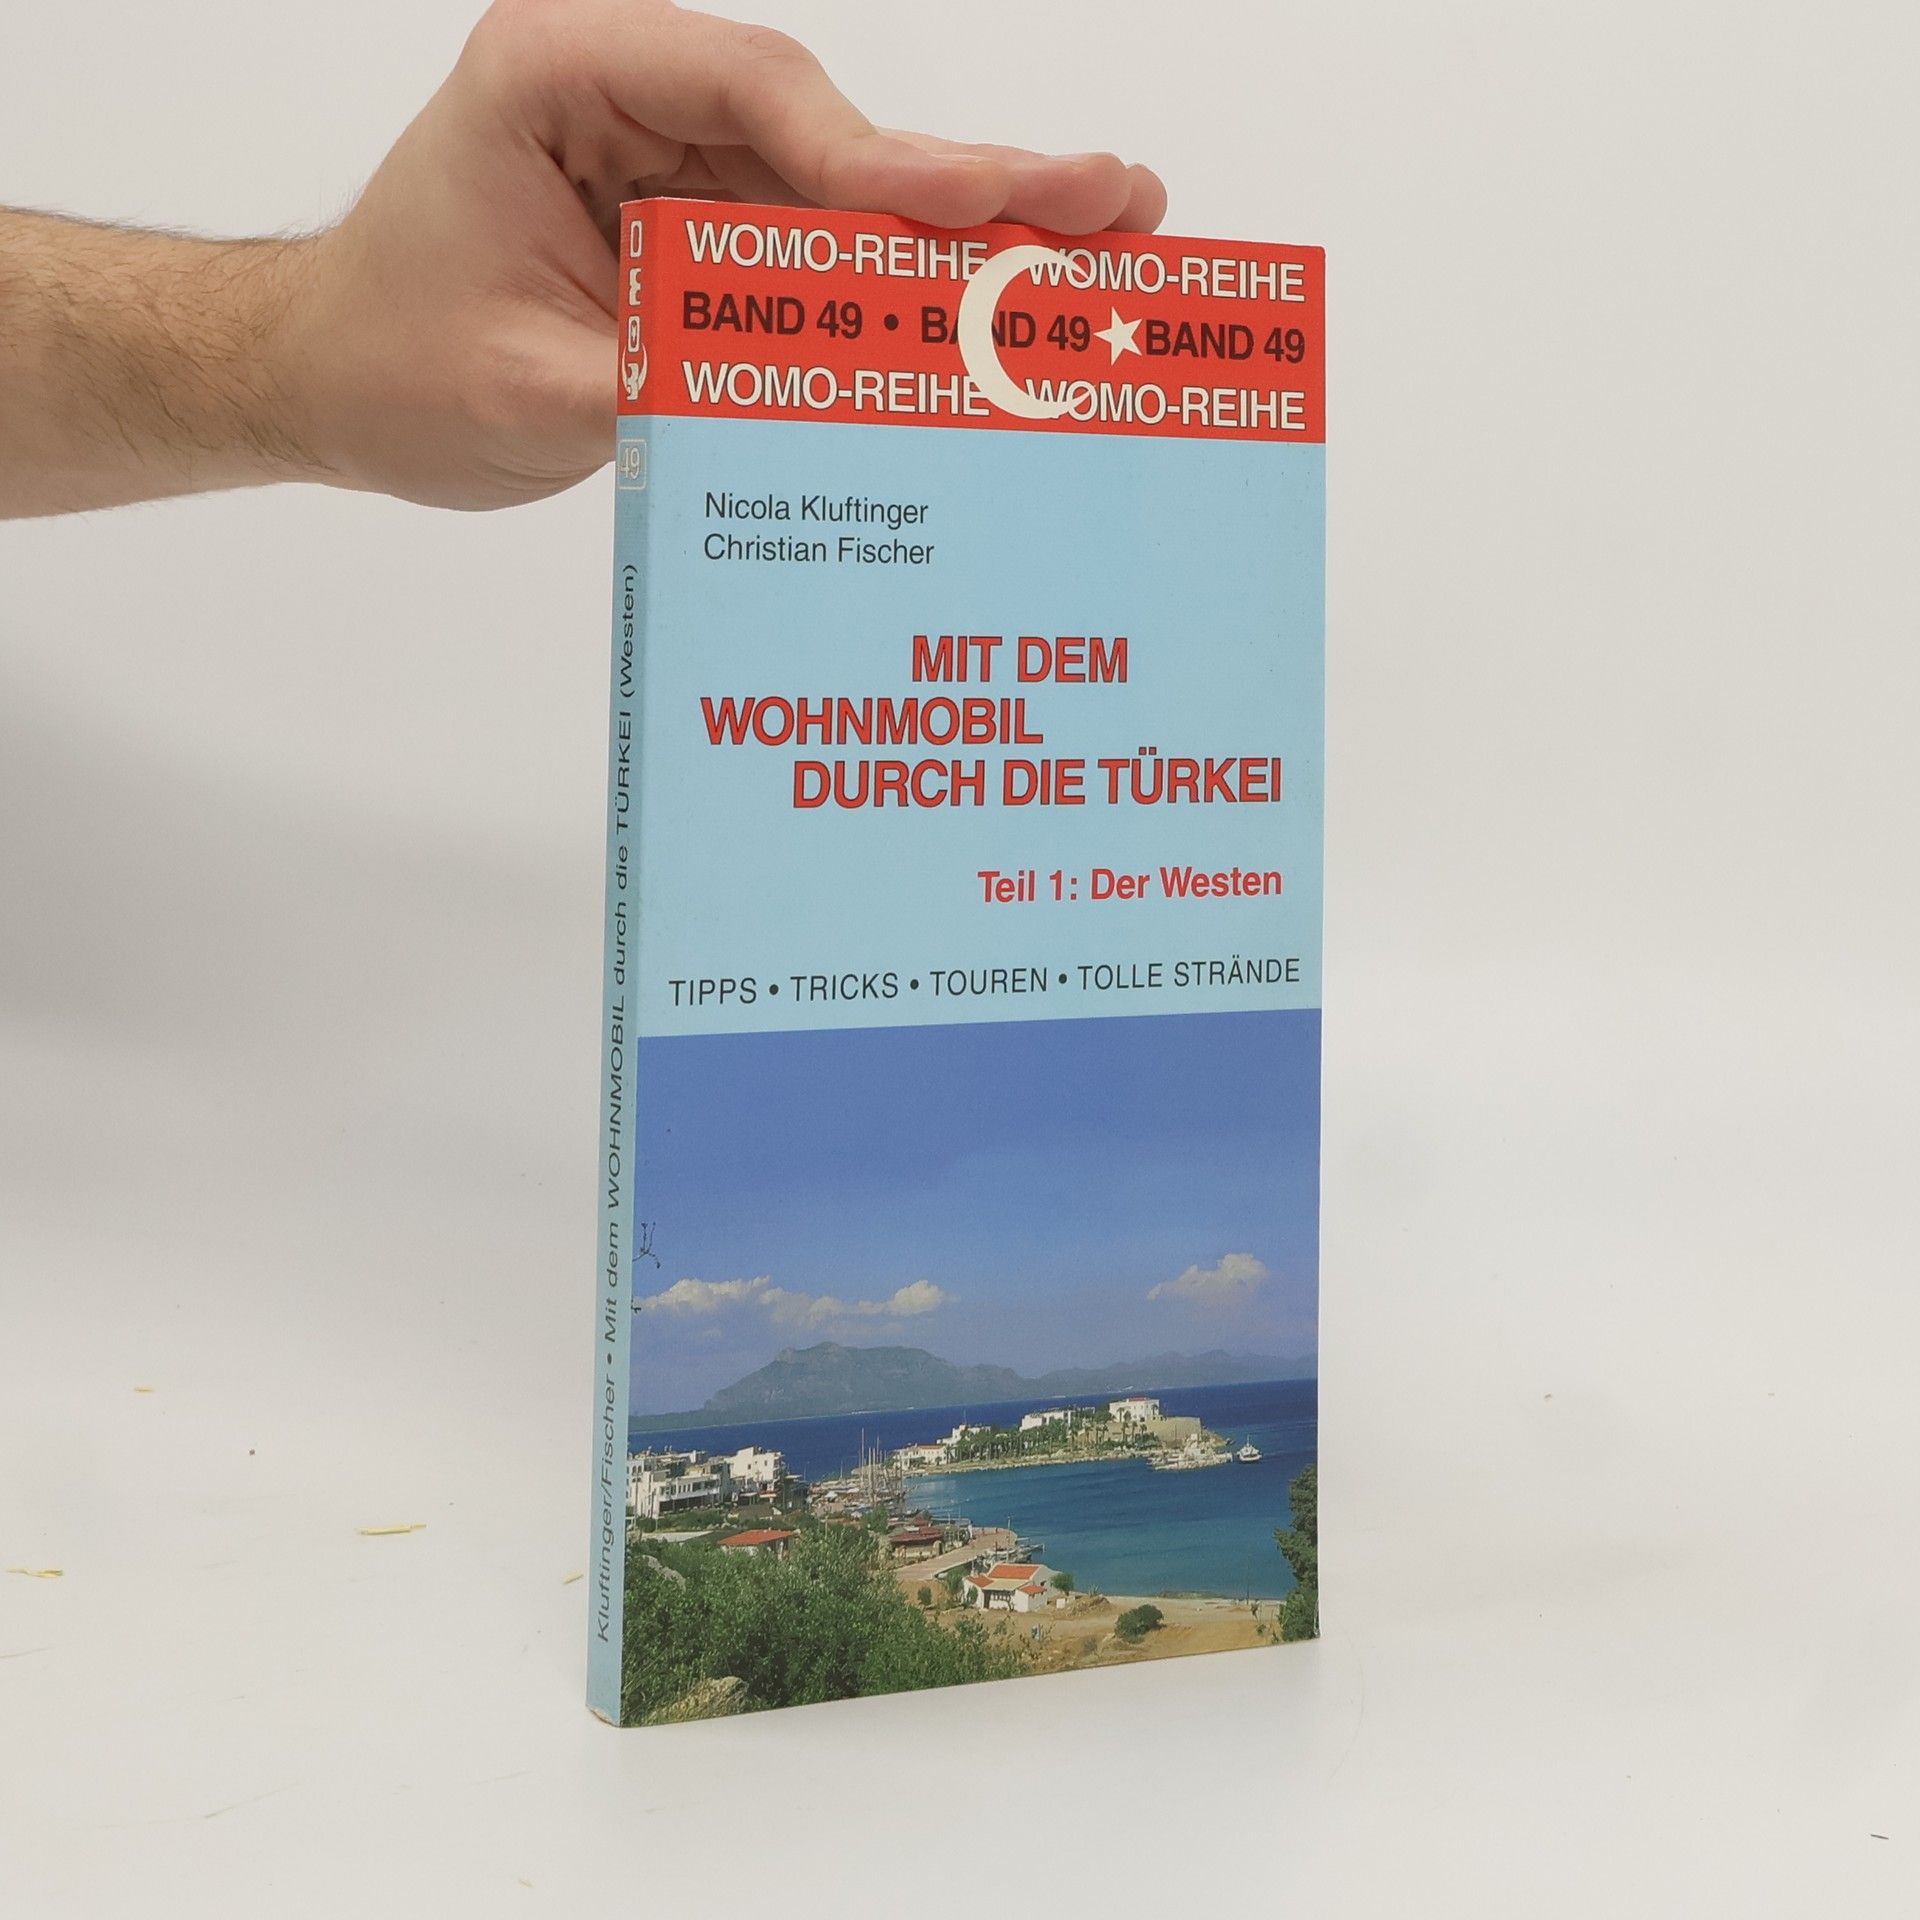 WOMO-REIHE WOMO-REIHE
BAND 49 • BAND 49 BAND 49
WOMO-REIHE WOMO-REIHE
Nicola Kluftinger
Christian Fischer
MIT DEM
WOHNMOBIL
DURCH DIE TÜRKEI
Teil 1: Der Westen
TIPPS • TRICKS • TOUREN • TOLLE STRÄNDE
womo
49
Kluftinger/Fischer • Mit dem WOHNMOBIL durch die TÜRKEI (Westen)